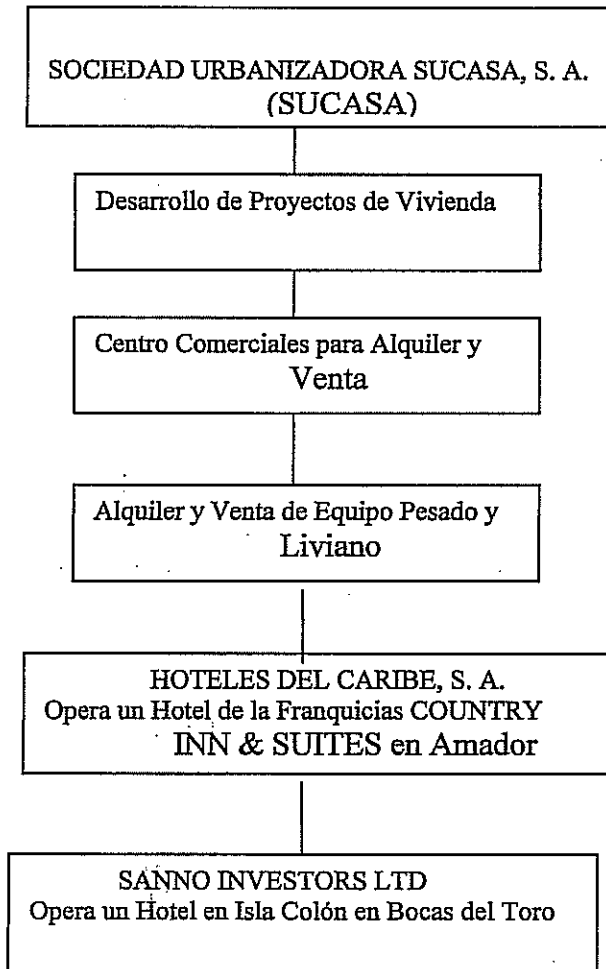 SOCIEDAD URBANIZADORA SUCASA, S. A.
(SUCASA)
Desarrollo de Proyectos de Vivienda
Centro Comerciales para Alquiler y
Venta
Alquiler y Venta de Equipo Pesado y
Liviano
HOTELES DEL CARIBE, S. A.
Opera un Hotel de la Franquicias COUNTRY
INN & SUITES en Amador
SANNO INVESTORS LTD
Opera un Hotel en Isla Colón en Bocas del Toro